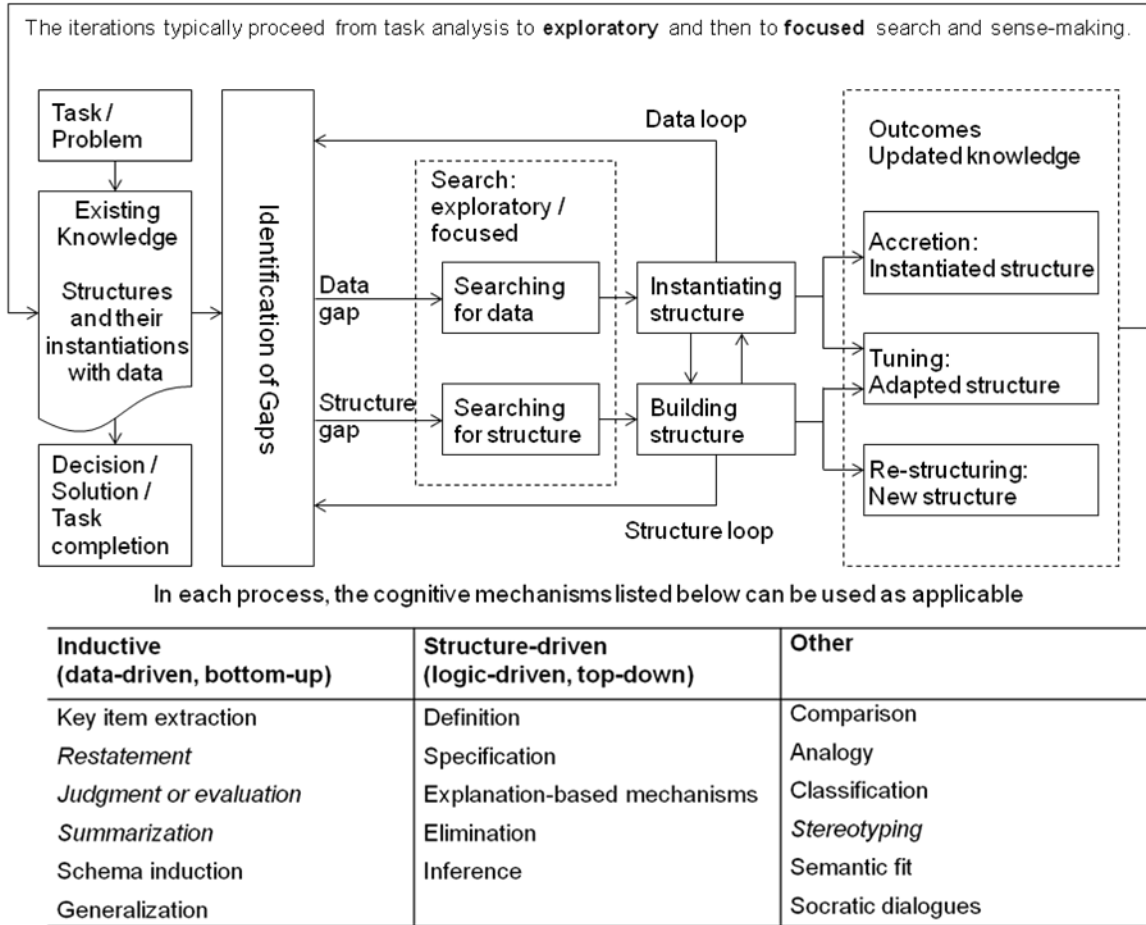 The iterations typically proceed from task analysis to exploratory and then to focused search and sense-making.
Task /
Problem
Existing
Knowledge
Structures
and their
instantiations
with data
Decision /
Solution /
Task
completion
Identification of Gaps
Data loop
Search:
exploratory /
focused
Data
gap
Searching
for data
Instantiating
structure
Structure
gap
Searching
for structure
Building
structure
Structure loop
Outcomes
Updated knowledge
Accretion:
Instantiated structure
Tuning:
Adapted structure
Re-structuring:
New structure
In each process, the cognitive mechanisms listed below can be used as applicable
Inductive
(data-driven, bottom-up)
Key item extraction
Restatement
Judgment or evaluation
Summarization
Schema induction
Generalization
Structure-driven
(logic-driven, top-down)
Definition
Specification
Explanation-based mechanisms
Elimination
Inference
Other
Comparison
Analogy
Classification
Stereotyping
Semantic fit
Socratic dialogues